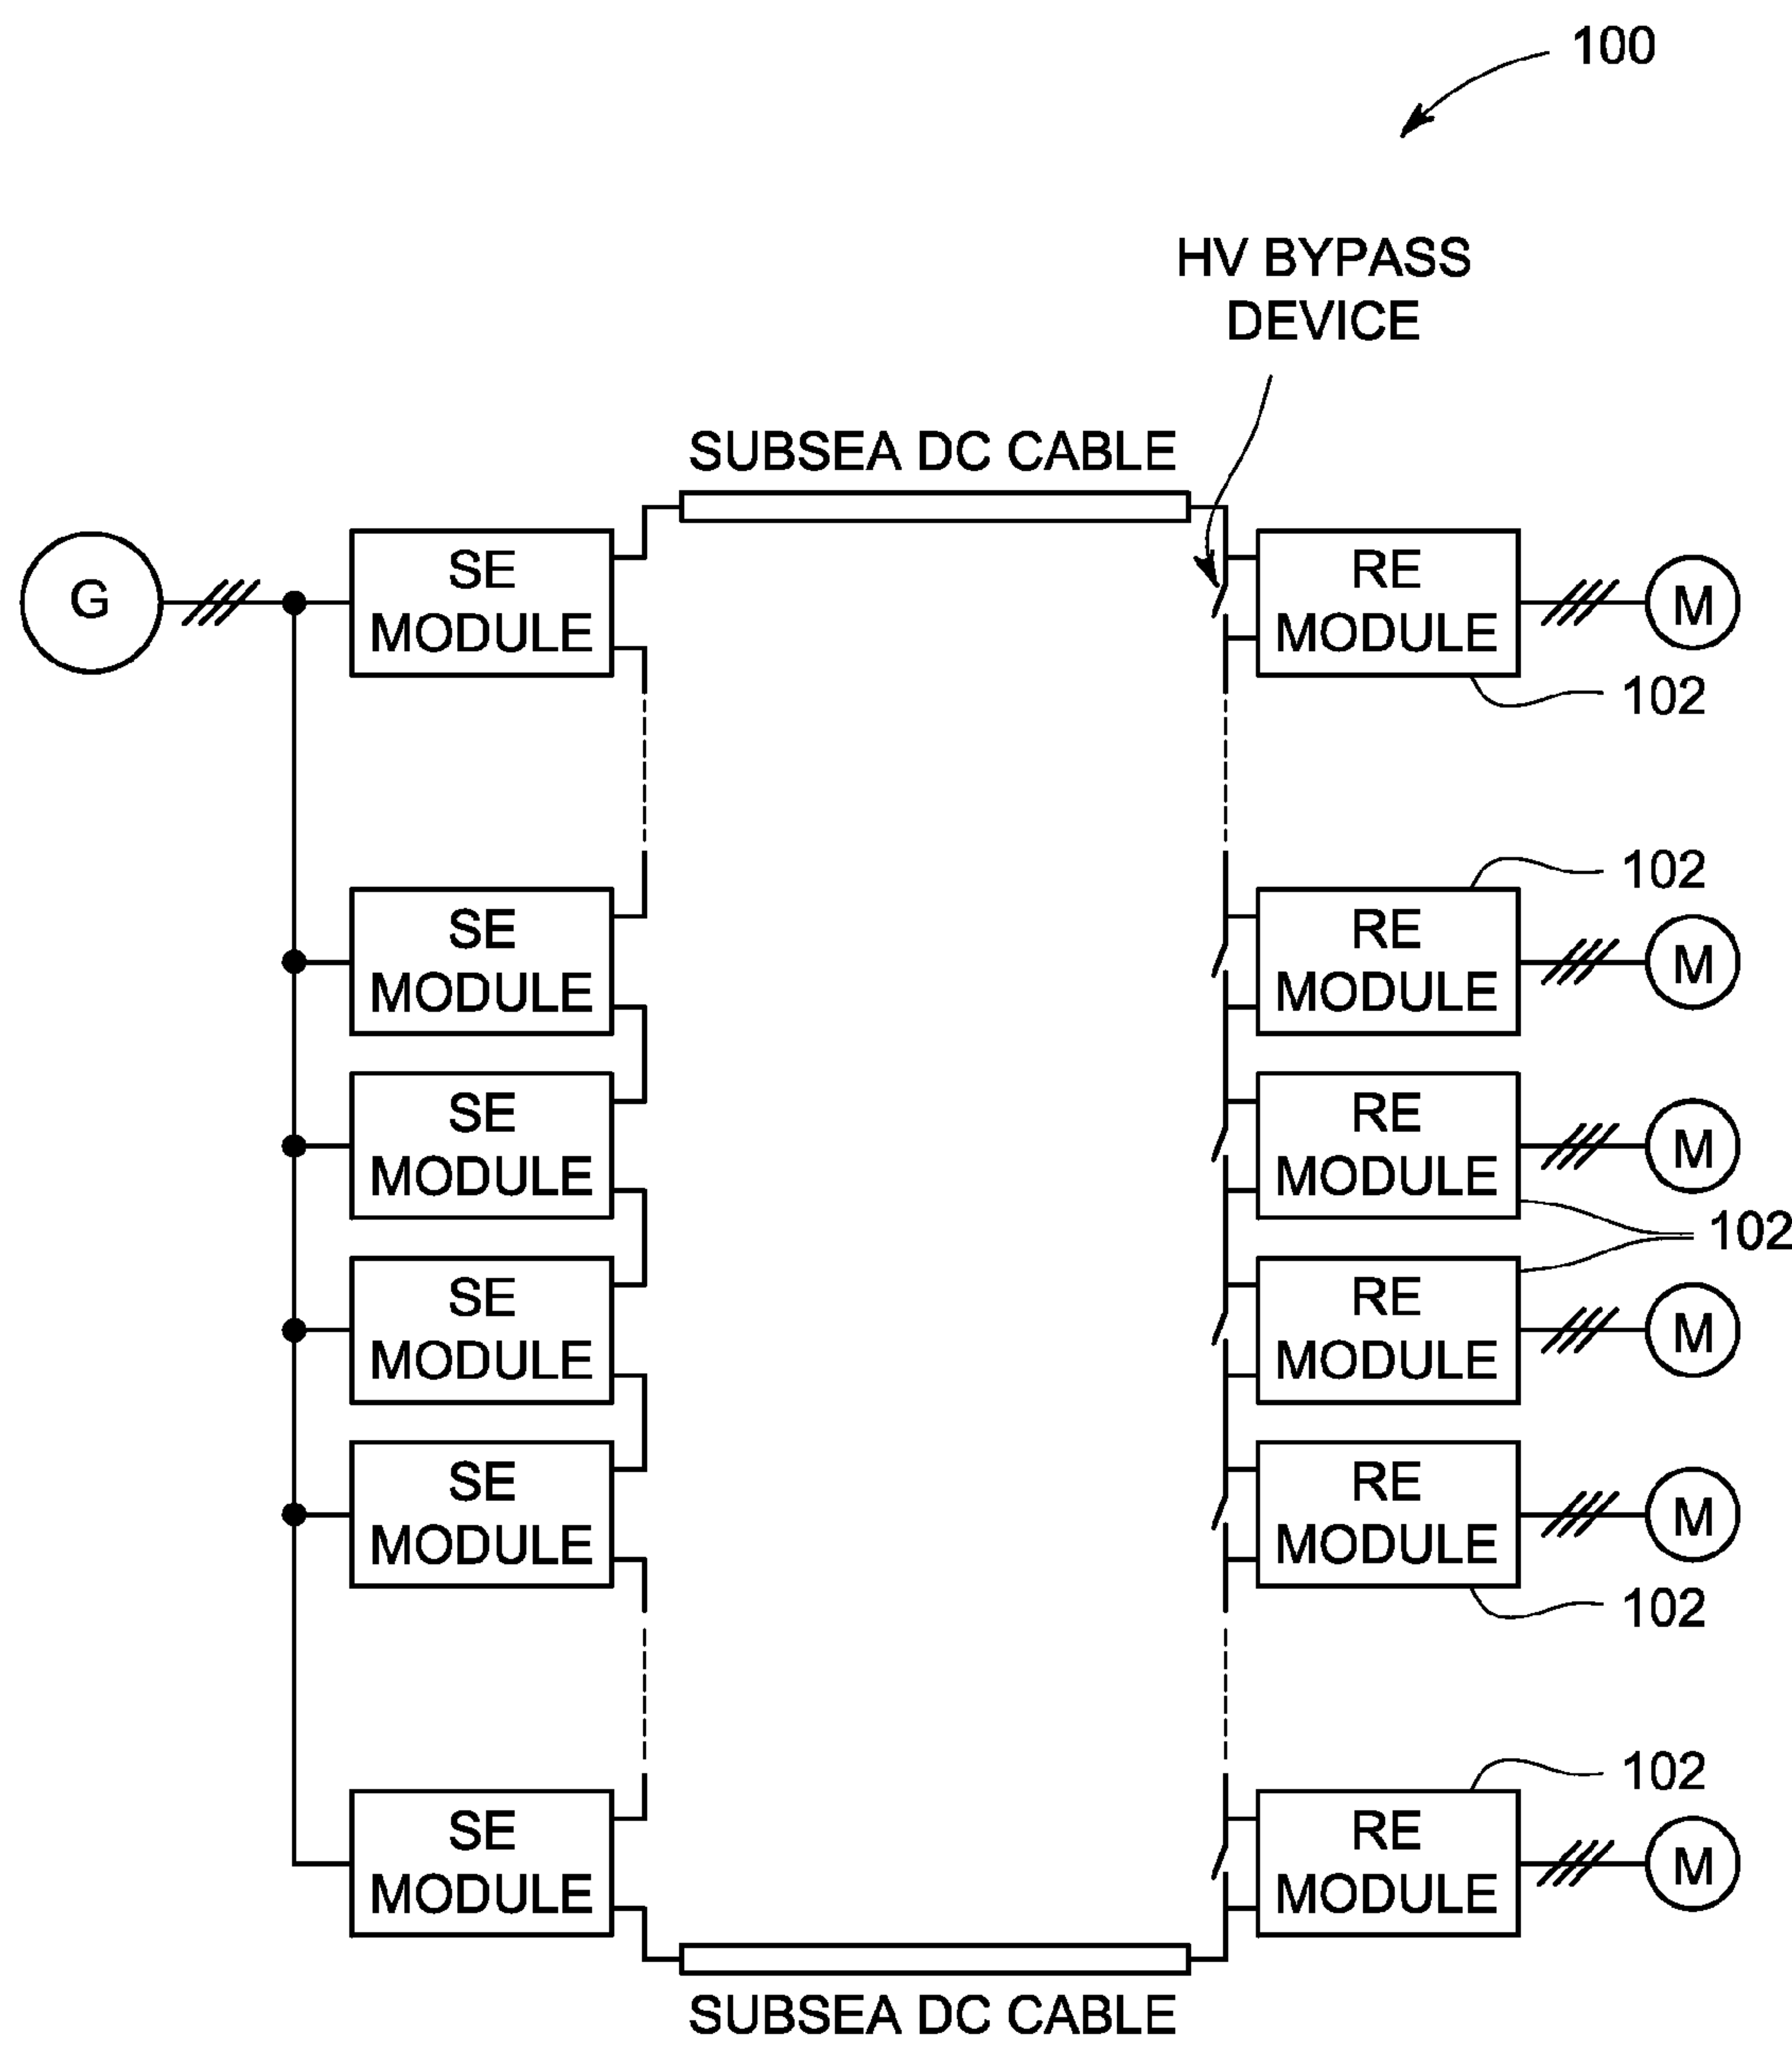 100
HV BYPASS
DEVICE
SUBSEA DC CABLE
G
SE
MODULE
RE
MODULE
M
102
102
SE
MODULE
RE
MODULE
M
SE
MODULE
RE
MODULE
M
102
SE
MODULE
RE
MODULE
M
SE
MODULE
RE
MODULE
M
102
102
SE
MODULE
RE
MODULE
M
SUBSEA DC CABLE